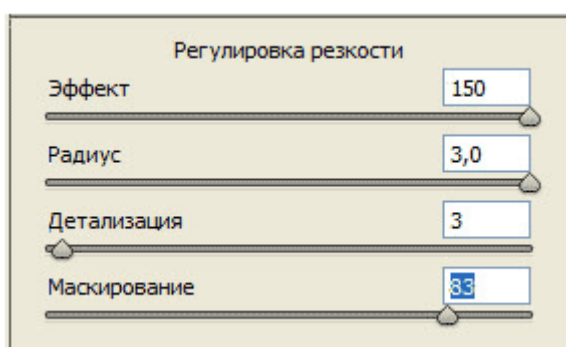 Регулировка резкости
Эффект 150
Радиус 3,0
Детализация 3
Маскирование 83